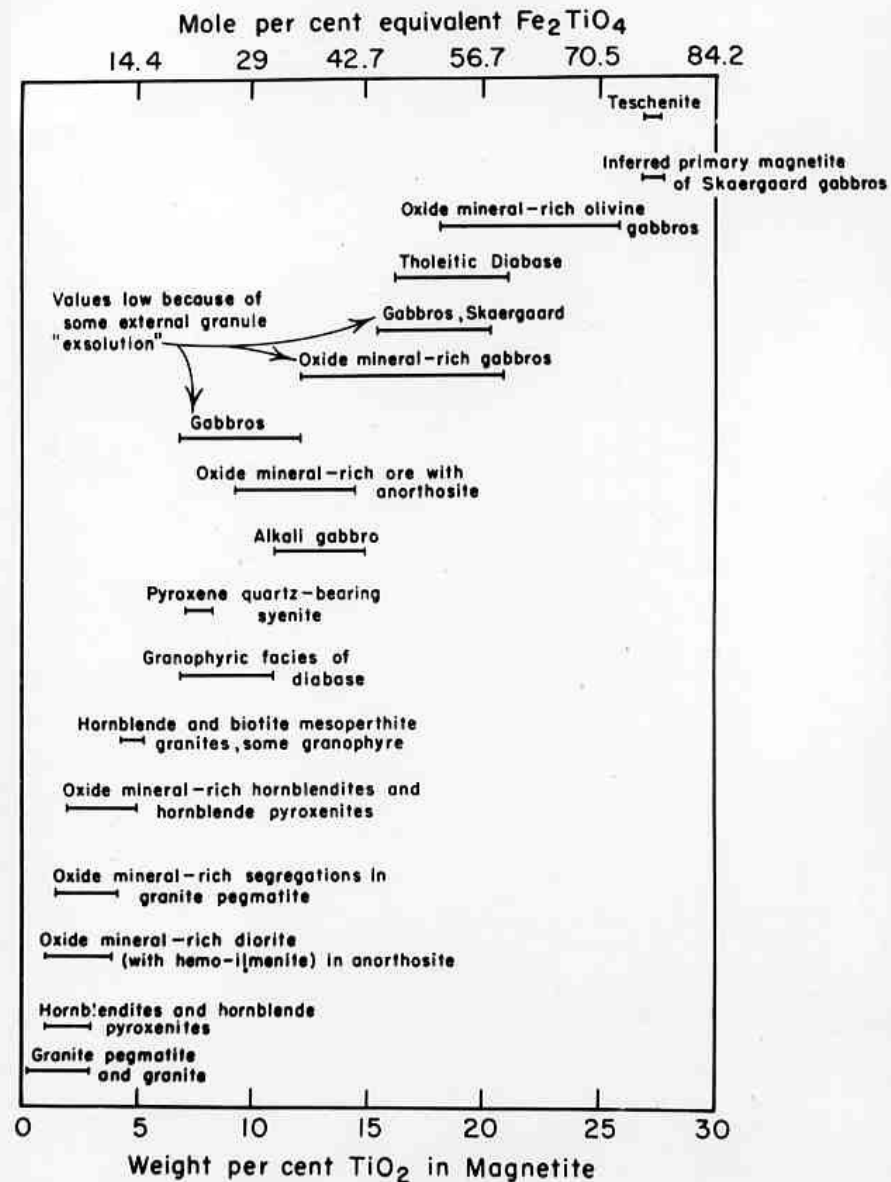 Mole per cent equivalent Fe₂TiO₄
14.4 29 42.7 56.7 70.5 84.2
Teschenite
Inferred primary magnetite
of Skaergaard gabbros
Oxide mineral-rich olivine
gabbros
Tholeitic Diabase
Values low because of
some external granule
"exsolution"
Gabbros, Skaergaard
Oxide mineral-rich gabbros
Gabbros
Oxide mineral-rich ore with
anorthosite
Alkali gabbro
Pyroxene quartz-bearing
syenite
Granophyric facies of
diabase
Hornblende and biotite mesoperthite
granites, some granophyre
Oxide mineral-rich hornblendites and
hornblende pyroxenites
Oxide mineral-rich segregations in
granite pegmatite
Oxide mineral-rich diorite
(with hemo-ilmenite) in anorthosite
Hornblendites and hornblende
pyroxenites
Granite pegmatite
and granite
0 5 10 15 20 25 30
Weight per cent TiO₂ in Magnetite